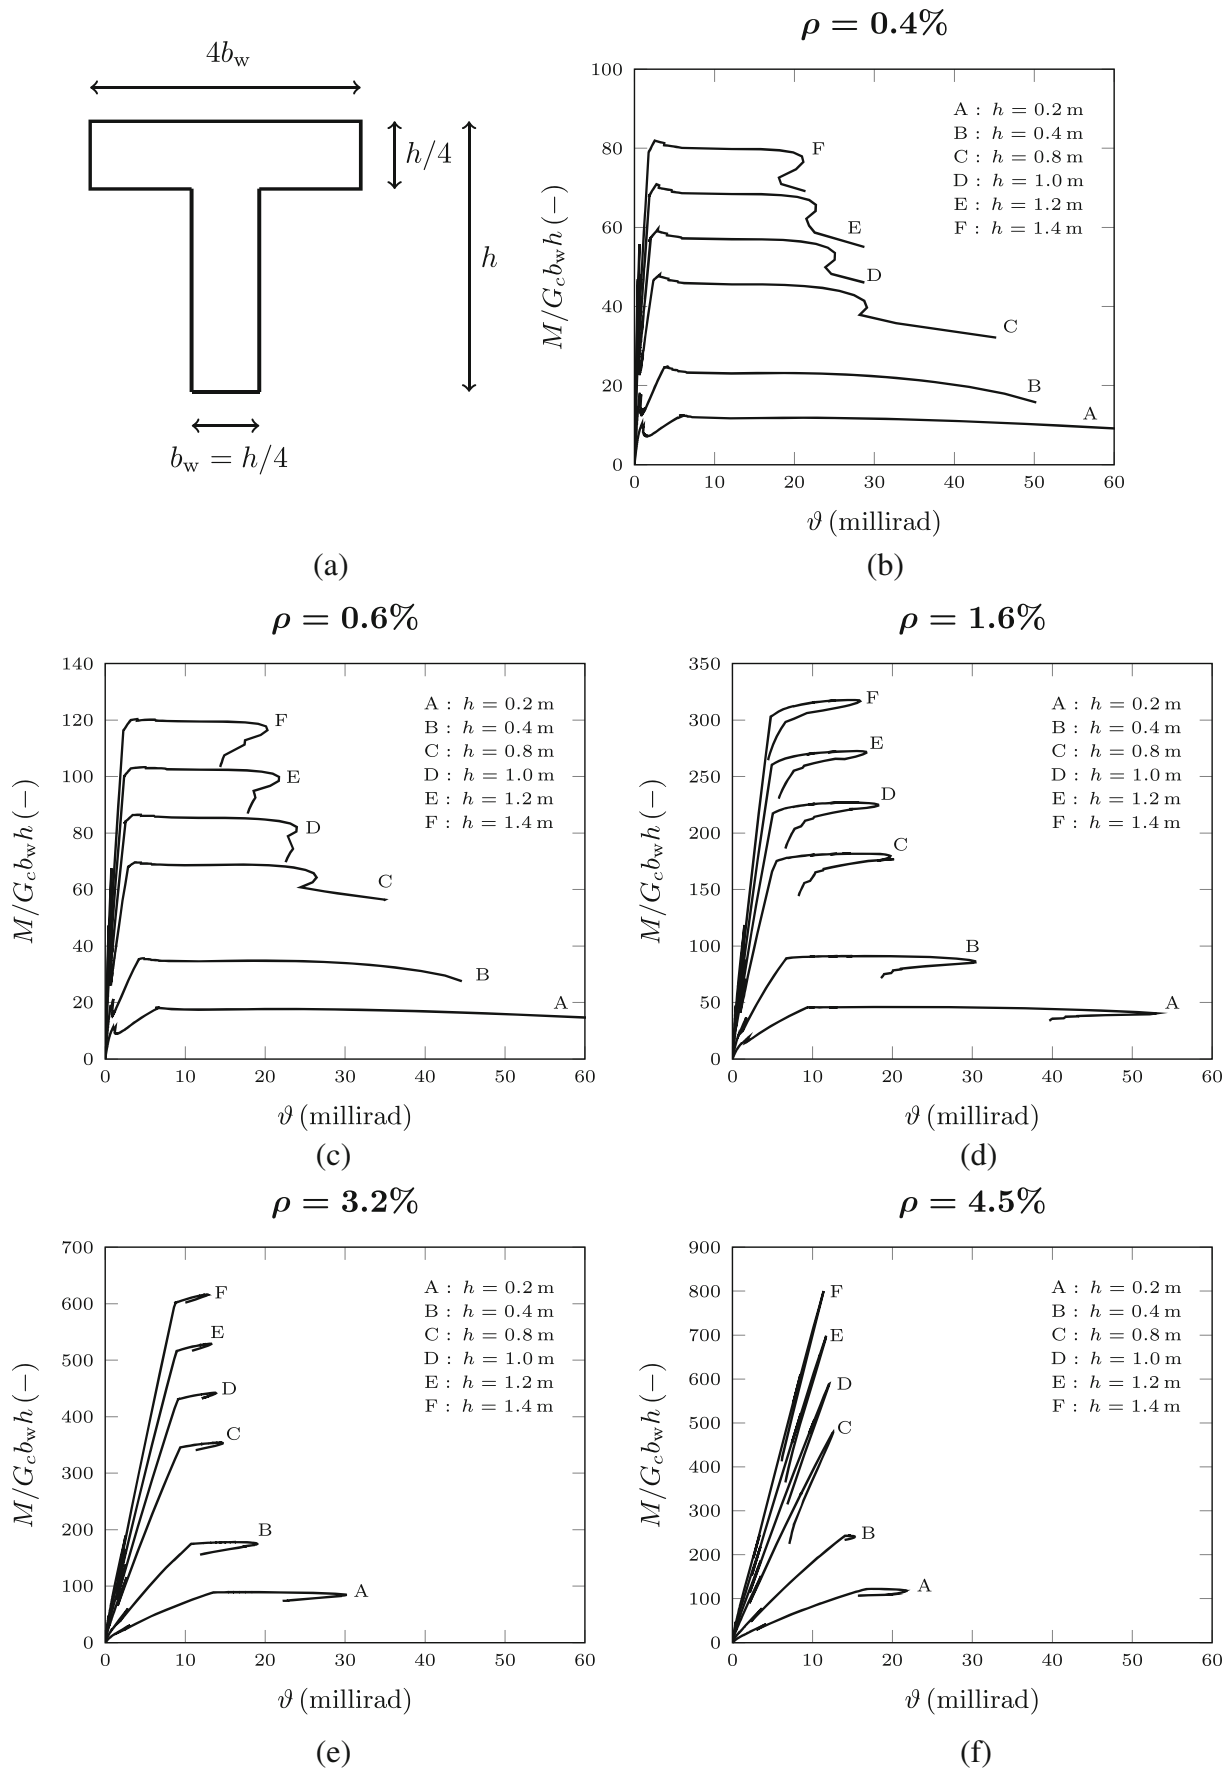 4b_w
h/4
h
b_w = h/4
(a)
ρ = 0.4%
M/G_c b_w h (−)
100
80
60
40
20
0
A : h = 0.2 m
B : h = 0.4 m
C : h = 0.8 m
D : h = 1.0 m
E : h = 1.2 m
F : h = 1.4 m
F
E
D
C
B
A
0 10 20 30 40 50 60
ϑ (millirad)
(b)
ρ = 0.6%
M/G_c b_w h (−)
140
120
100
80
60
40
20
0
A : h = 0.2 m
B : h = 0.4 m
C : h = 0.8 m
D : h = 1.0 m
E : h = 1.2 m
F : h = 1.4 m
F
E
D
C
B
A
0 10 20 30 40 50 60
ϑ (millirad)
(c)
ρ = 1.6%
M/G_c b_w h (−)
350
300
250
200
150
100
50
0
A : h = 0.2 m
B : h = 0.4 m
C : h = 0.8 m
D : h = 1.0 m
E : h = 1.2 m
F : h = 1.4 m
F
E
D
C
B
A
0 10 20 30 40 50 60
ϑ (millirad)
(d)
ρ = 3.2%
M/G_c b_w h (−)
700
600
500
400
300
200
100
0
A : h = 0.2 m
B : h = 0.4 m
C : h = 0.8 m
D : h = 1.0 m
E : h = 1.2 m
F : h = 1.4 m
F
E
D
C
B
A
0 10 20 30 40 50 60
ϑ (millirad)
(e)
ρ = 4.5%
M/G_c b_w h (−)
900
800
700
600
500
400
300
200
100
0
A : h = 0.2 m
B : h = 0.4 m
C : h = 0.8 m
D : h = 1.0 m
E : h = 1.2 m
F : h = 1.4 m
F
E
D
C
B
A
0 10 20 30 40 50 60
ϑ (millirad)
(f)